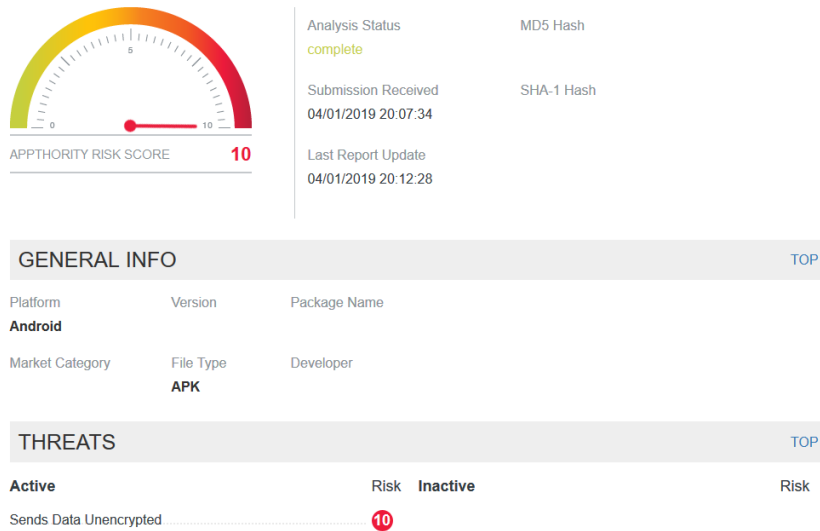 5
0
10
APPTHORITY RISK SCORE 10
Analysis Status
complete
Submission Received
04/01/2019 20:07:34
Last Report Update
04/01/2019 20:12:28
MD5 Hash
SHA-1 Hash
GENERAL INFO TOP
Platform Version Package Name
Android
Market Category File Type Developer
APK
THREATS TOP
Active Risk Inactive Risk
Sends Data Unencrypted 10